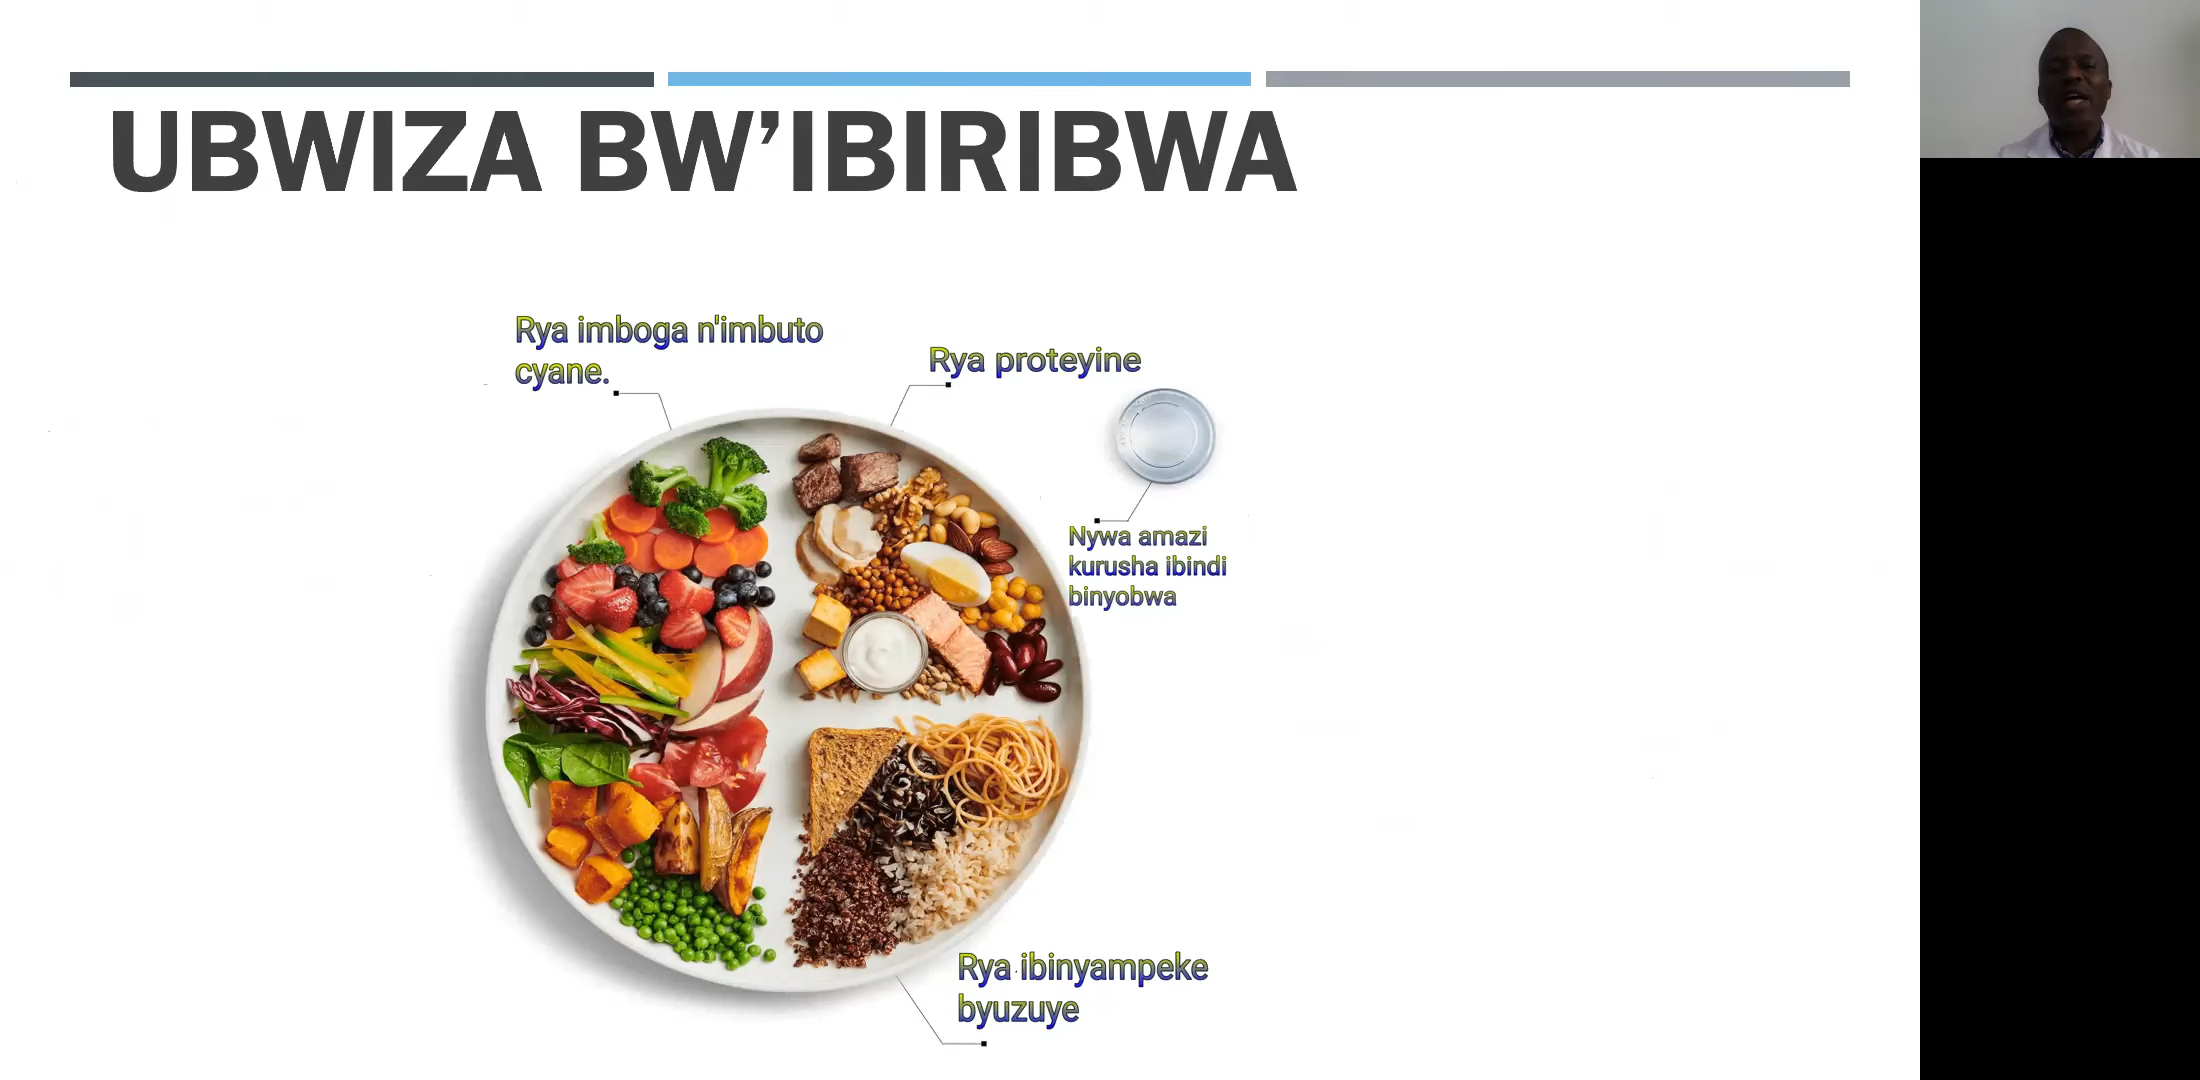 UBWIZA BW’IBIRIBWA
Rya imboga n'imbuto
cyane.
Rya proteyine
Nywa amazi
kurusha ibindi
binyobwa
Rya ibinyampeke
byuzuye